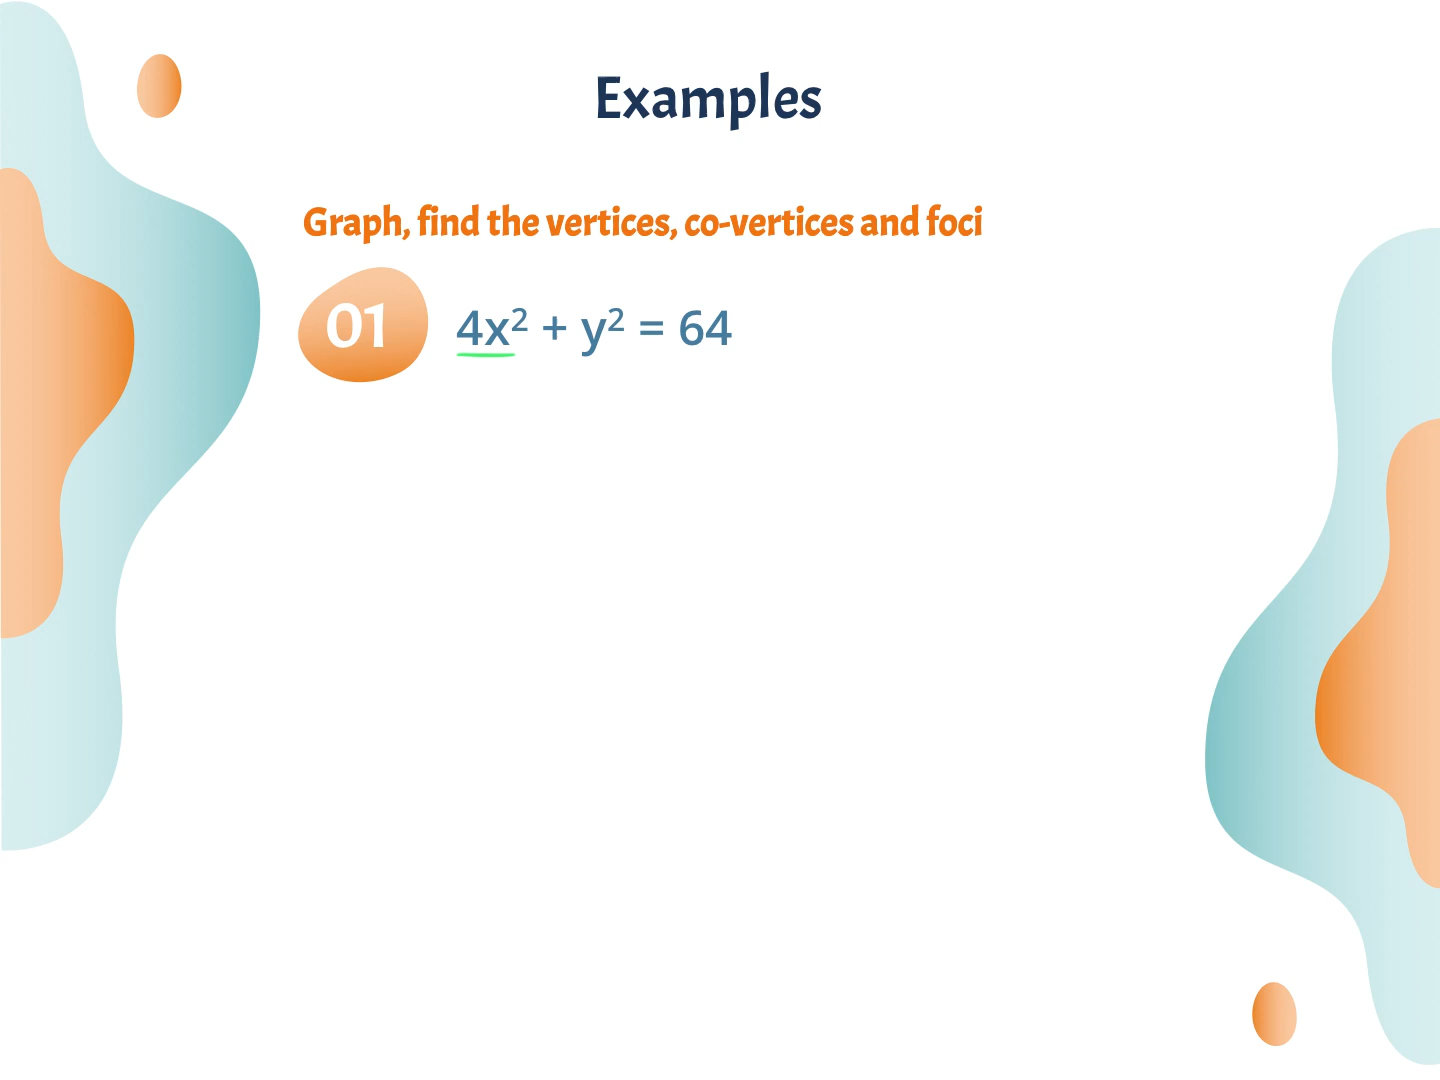 Examples
Graph, find the vertices, co-vertices and foci
01 4x² + y² = 64